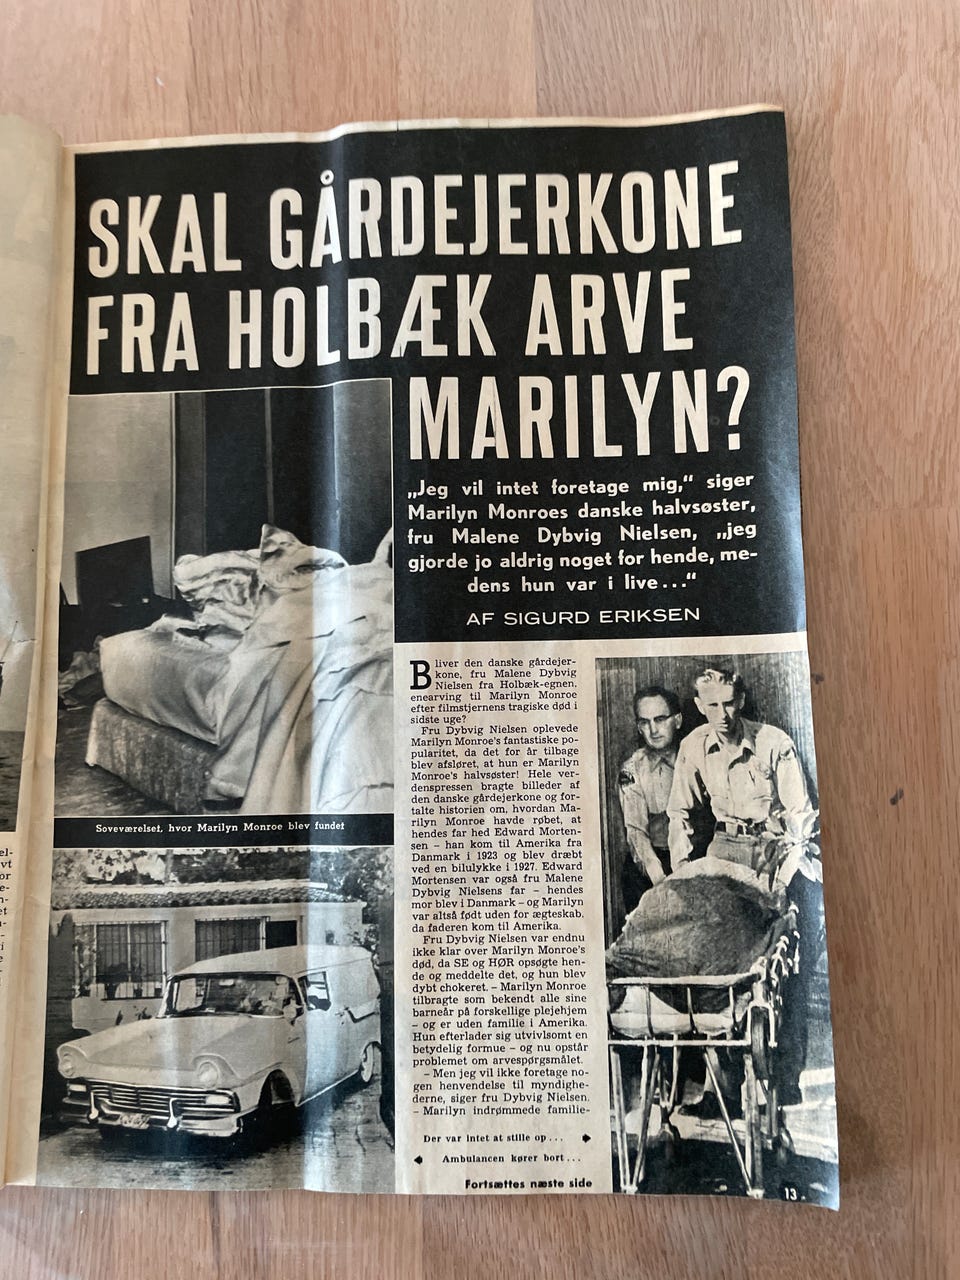 SKAL GÅRDEJERKONE
FRA HOLBÆK ARVE
MARILYN?
„Jeg vil intet foretage mig,“ siger
Marilyn Monroes danske halvsøster,
fru Malene Dybvig Nielsen, „jeg
gjorde jo aldrig noget for hende, me-
dens hun var i live...“
AF SIGURD ERIKSEN
Soveværelset, hvor Marilyn Monroe blev fundet
Bliver den danske gårdejer-
kone, fru Malene Dybvig
Nielsen fra Holbæk-egnen,
enearving til Marilyn Monroe
efter filmstjernens tragiske død i
sidste uge?
Fru Dybvig Nielsen oplevede
Marilyn Monroe's fantastiske po-
pularitet, da det for år tilbage
blev afsløret, at hun er Marilyn
Monroe's halvsøster! Hele ver-
denspressen bragte billeder af
den danske gårdejerkone og for-
talte historien om, hvordan Ma-
rilyn Monroe havde røbet, at
hendes far hed Edward Morten-
sen – han kom til Amerika fra
Danmark i 1923 og blev dræbt
ved en bilulykke i 1927. Edward
Mortensen var også fru Malene
Dybvig Nielsens far – hendes
mor blev i Danmark – og Marilyn
var altså født uden for ægteskab,
da faderen kom til Amerika.
Fru Dybvig Nielsen var endnu
ikke klar over Marilyn Monroe's
død, da SE og HØR opsøgte hen-
de og meddelte det, og hun blev
dybt chokeret. – Marilyn Monroe
tilbragte som bekendt alle sine
barneår på forskellige plejehjem
– og er uden familie i Amerika.
Hun efterlader sig utvivlsomt en
betydelig formue – og nu opstår
problemet om arvespørgsmålet.
– Men jeg vil ikke foretage no-
gen henvendelse til myndighe-
derne, siger fru Dybvig Nielsen.
– Marilyn indrømmede familie-
Der var intet at stille op...
Ambulancen kører bort...
Fortsættes næste side
13